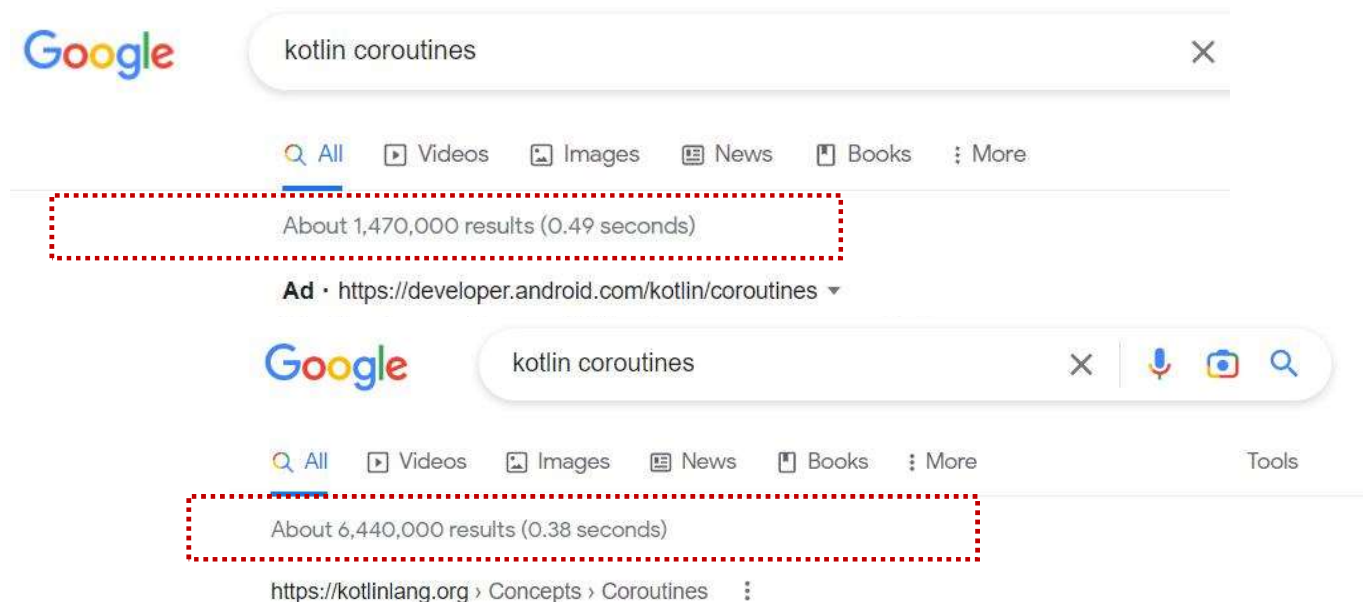 Google kotlin coroutines
All Videos Images News Books More
About 1,470,000 results (0.49 seconds)
Ad · https://developer.android.com/kotlin/coroutines
Google kotlin coroutines
All Videos Images News Books More Tools
About 6,440,000 results (0.38 seconds)
https://kotlinlang.org › Concepts › Coroutines